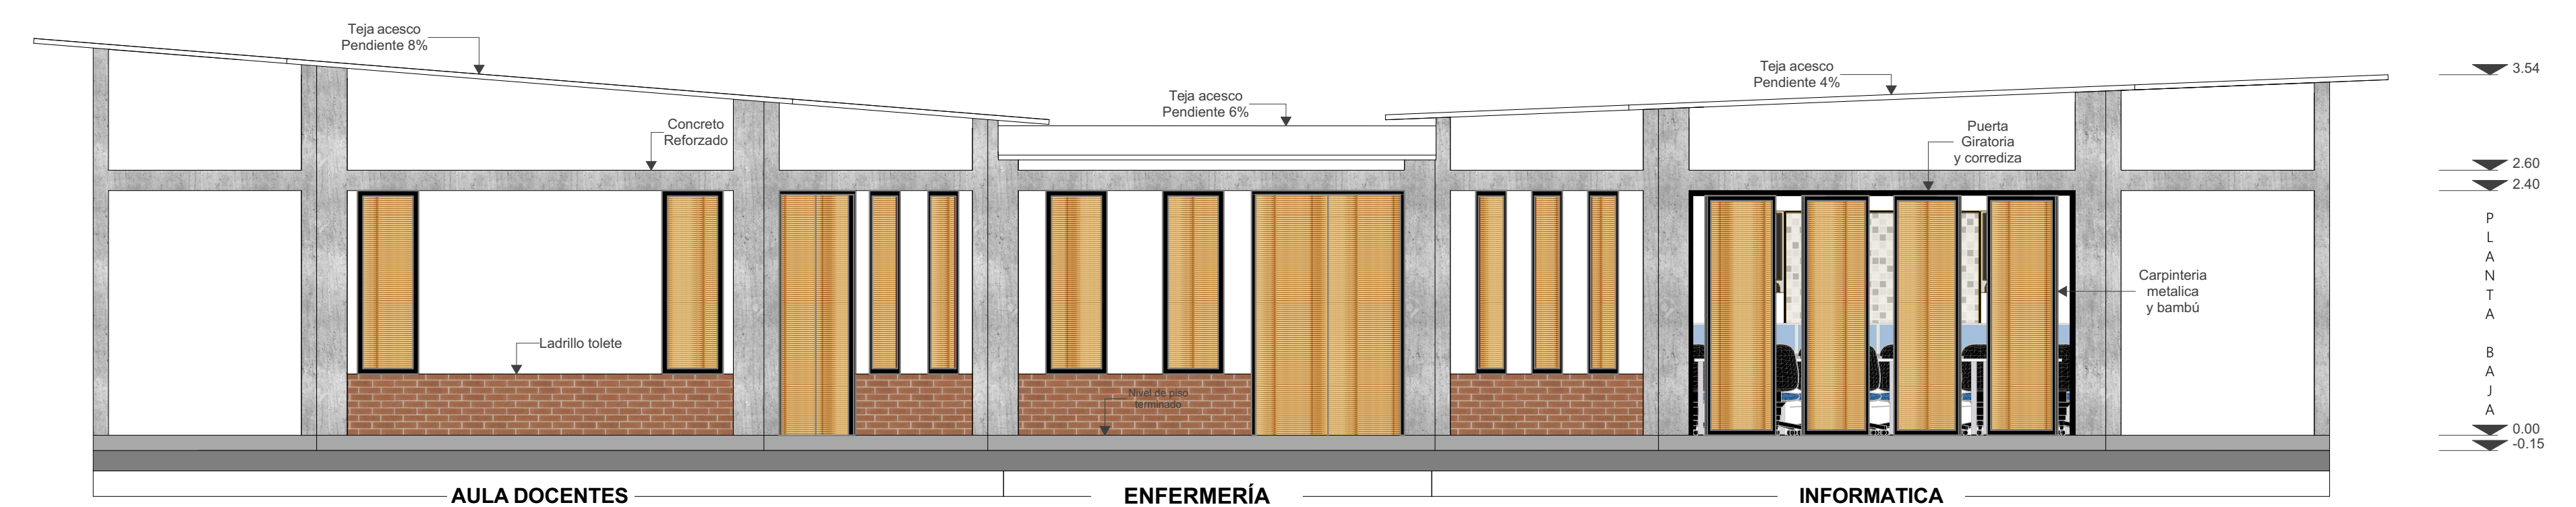 Teja acesco
Pendiente 8%
Teja acesco
Pendiente 4%
3.54
Teja acesco
Pendiente 6%
Concreto
Reforzado
Puerta
Giratoria
y corrediza
2.60
2.40
PLANTA BAJA
Carpinteria
metalica
y bambú
Ladrillo tolete
Nivel de piso
terminado
0.00
-0.15
AULA DOCENTES
ENFERMERÍA
INFORMATICA